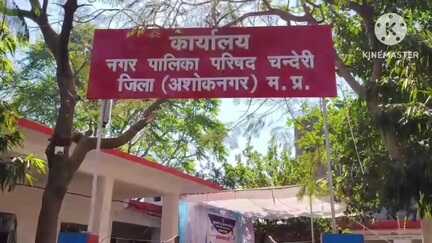 कार्यालय
नगर पालिका परिषद चन्देरी
जिला (अशोकनगर) म. प्र.
KINEMASTER